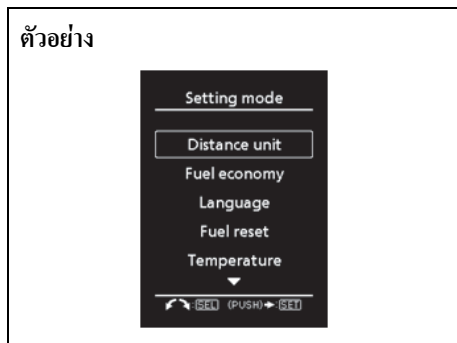 ตัวอย่าง
Setting mode
Distance unit
Fuel economy
Language
Fuel reset
Temperature
:SEL (PUSH)➔:SET